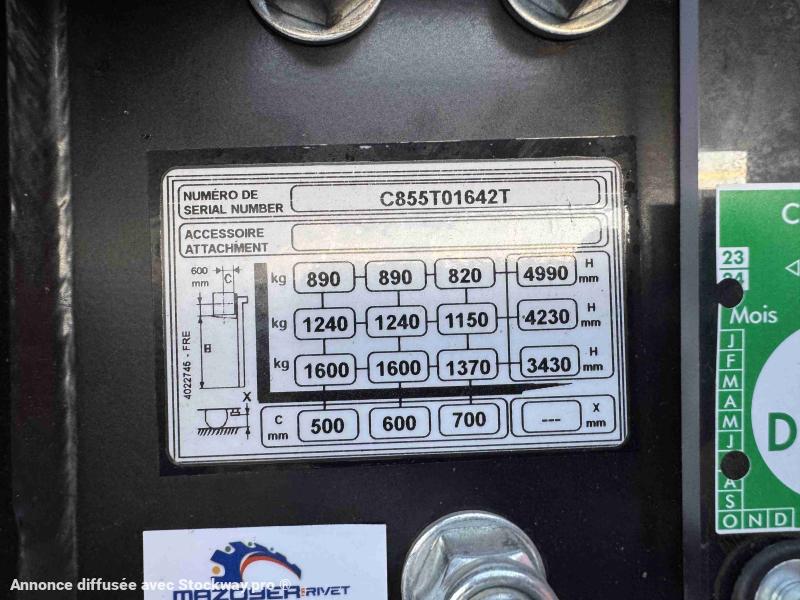 NUMÉRO DE
SERIAL NUMBER
C855T01642T
ACCESSOIRE
ATTACHMENT
600
mm
C
H
X
4022745 - FRE
kg 890 890 820 4990 H mm
kg 1240 1240 1150 4230 H mm
kg 1600 1600 1370 3430 H mm
C mm 500 600 700 --- X mm
C
23
24
Mois
J
F
M
A
M
J
A
S
O N D
D
MAZOYER RIVET
Annonce diffusée avec Stockway.pro ®